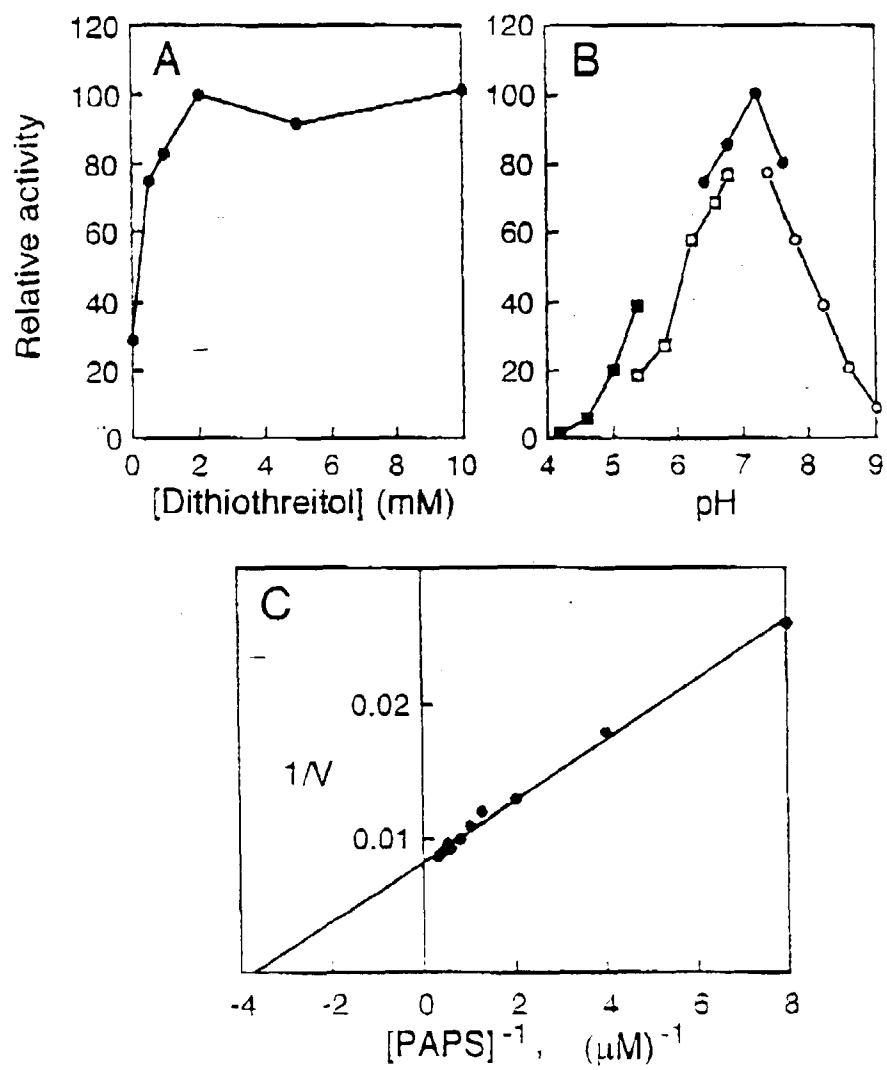 A
B
Relative activity
120
100
80
60
40
20
0
0 2 4 6 8 10
[Dithiothreitol] (mM)
120
100
80
60
40
20
0
4 5 6 7 8 9
pH
C
1/V
0.02
0.01
-4 -2 0 2 4 6 8
[PAPS]⁻¹, (μM)⁻¹